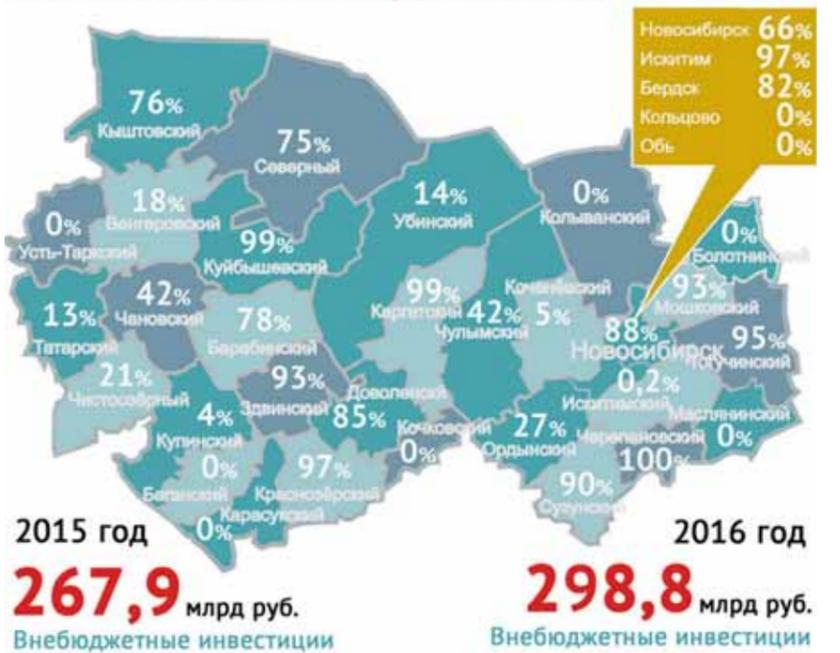 Новосибирск 66%
Искитим 97%
Бердск 82%
Кольцово 0%
Обь 0%
76%
Кыштовский
75%
Северный
18%
Венгеровский
0%
Усть-Таркский
99%
Куйбышевский
14%
Убинский
0%
Колыванский
0%
Болотнинский
13%
Татарский
42%
Чановский
78%
Барабинский
99%
Каргатский
42%
Чулымский
Коченёвский
5%
93%
Мошковский
88%
Новосибирск
95%
Тогучинский
21%
Чистоозёрный
93%
Здвинский
Доволенский
85%
0,2%
Искитимский
Маслянинский
0%
4%
Купинский
Кочковский
0%
27%
Ордынский
Черепановский
100%
0%
Баганский
97%
Краснозёрский
90%
Сузунский
Карасукский
0%
2015 год
267,9 млрд руб.
Внебюджетные инвестиции
2016 год
298,8 млрд руб.
Внебюджетные инвестиции